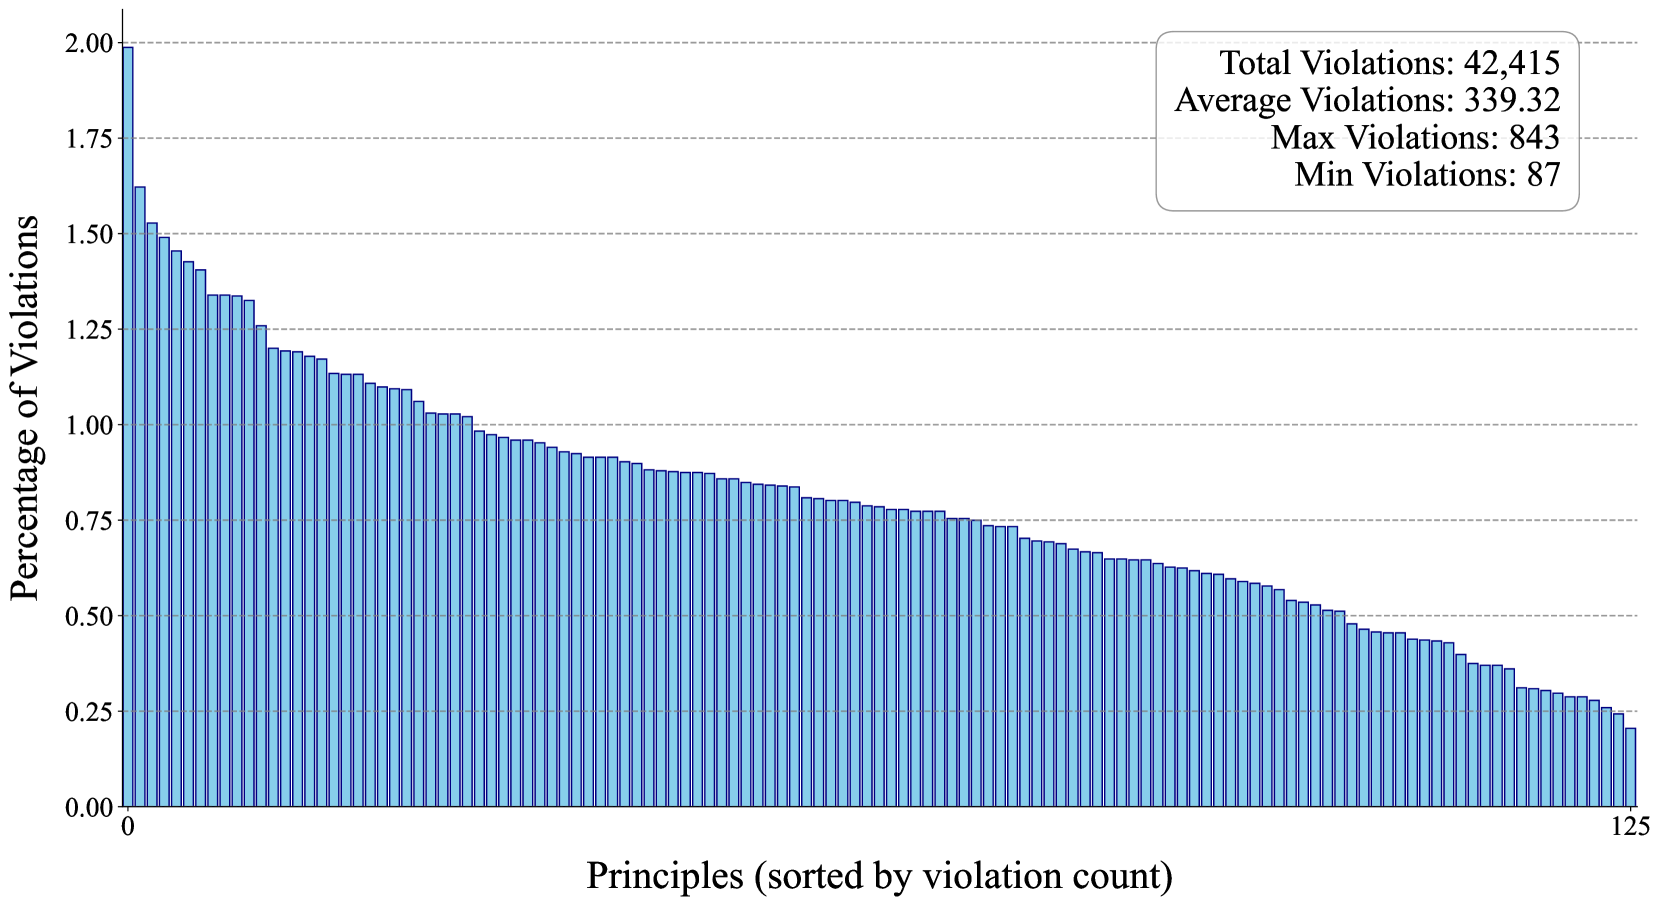 Total Violations: 42,415
Average Violations: 339.32
Max Violations: 843
Min Violations: 87
Percentage of Violations
2.00
1.75
1.50
1.25
1.00
0.75
0.50
0.25
0.00
0
125
Principles (sorted by violation count)